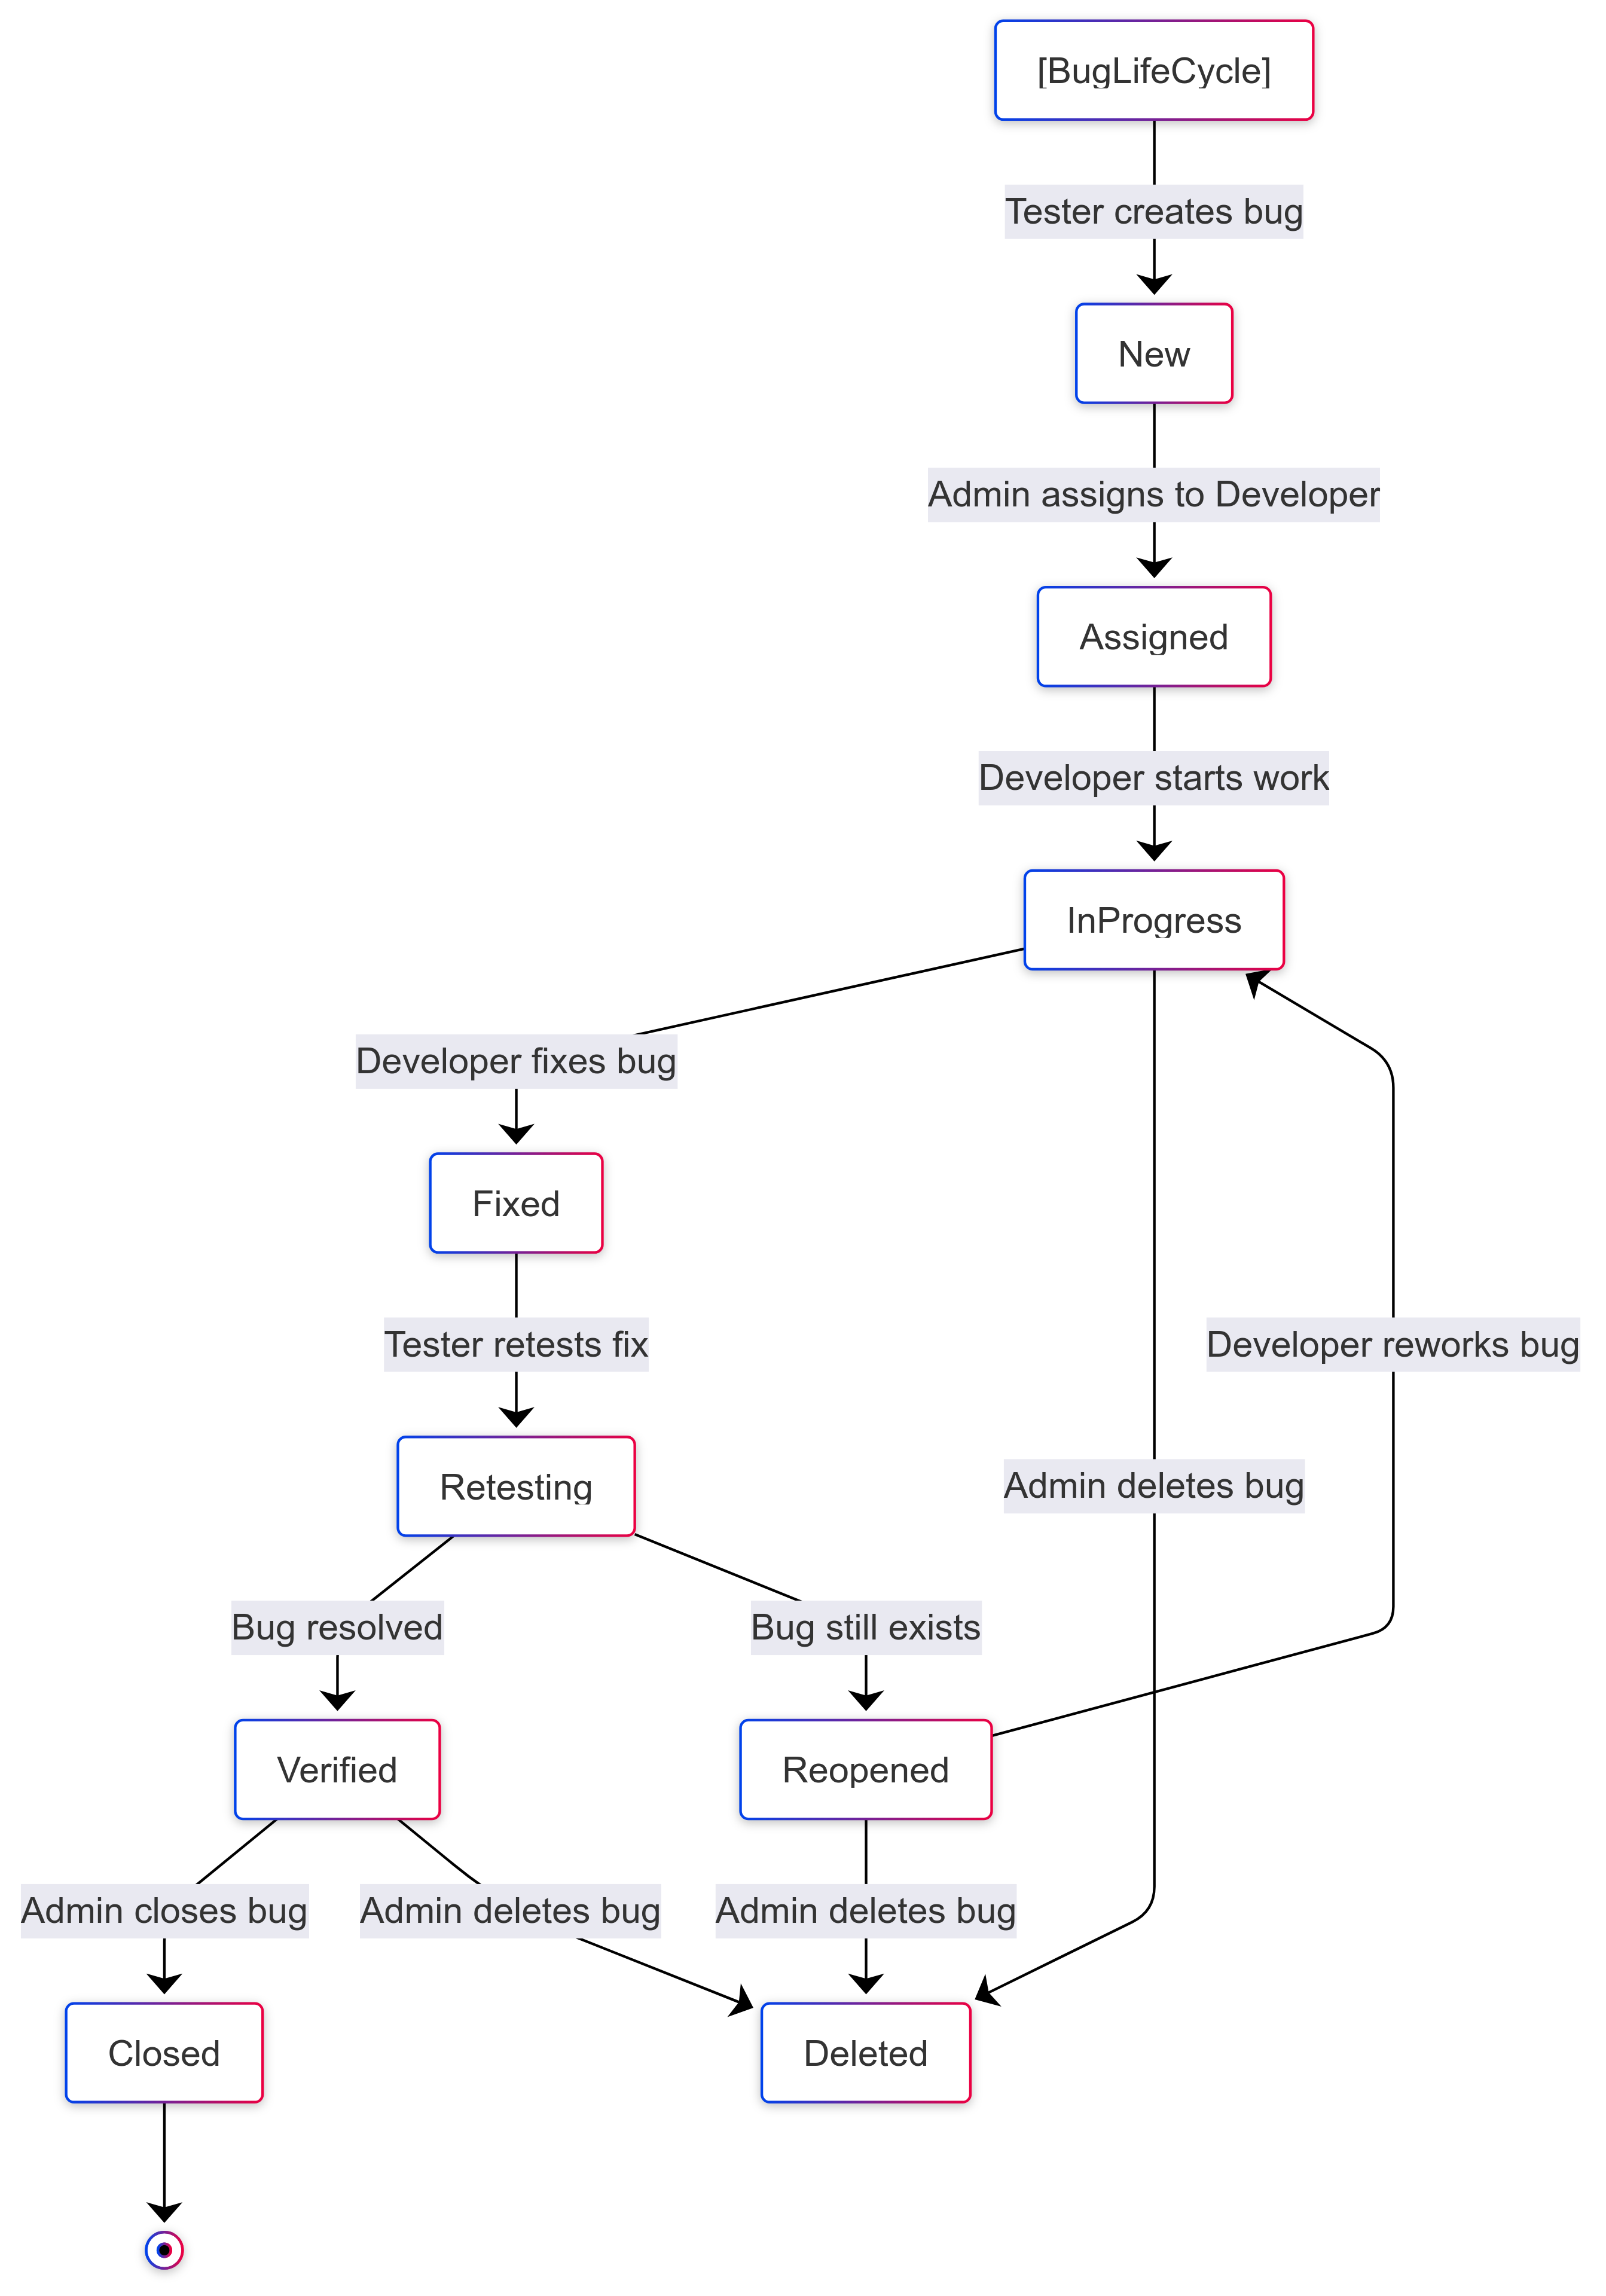 [BugLifeCycle]
Tester creates bug
New
Admin assigns to Developer
Assigned
Developer starts work
InProgress
Developer fixes bug
Fixed
Tester retests fix
Developer reworks bug
Retesting
Admin deletes bug
Bug resolved
Bug still exists
Verified
Reopened
Admin closes bug
Admin deletes bug
Admin deletes bug
Closed
Deleted